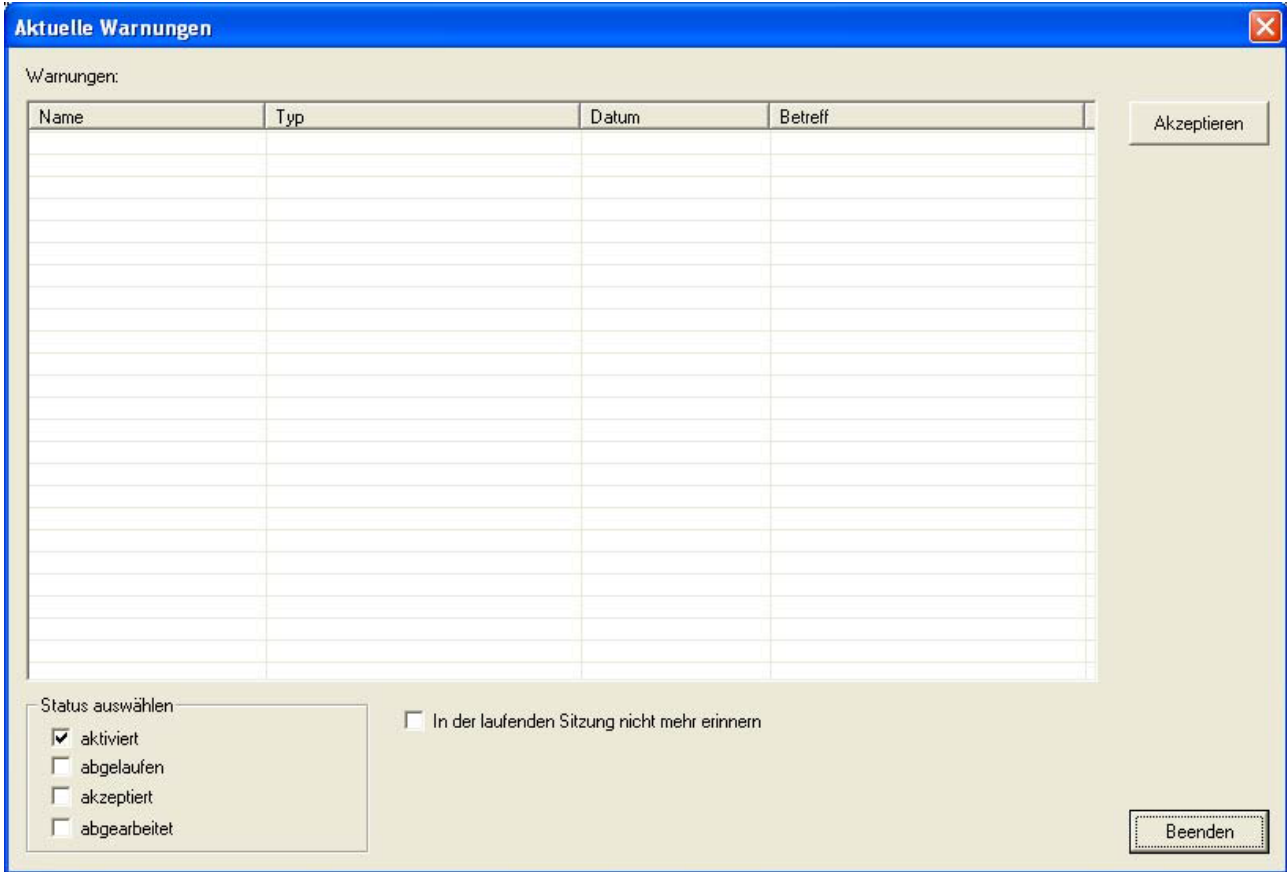 Aktuelle Warnungen
Warnungen:
Name Typ Datum Betreff
Akzeptieren
Status auswählen
aktiviert
abgelaufen
akzeptiert
abgearbeitet
In der laufenden Sitzung nicht mehr erinnern
Beenden